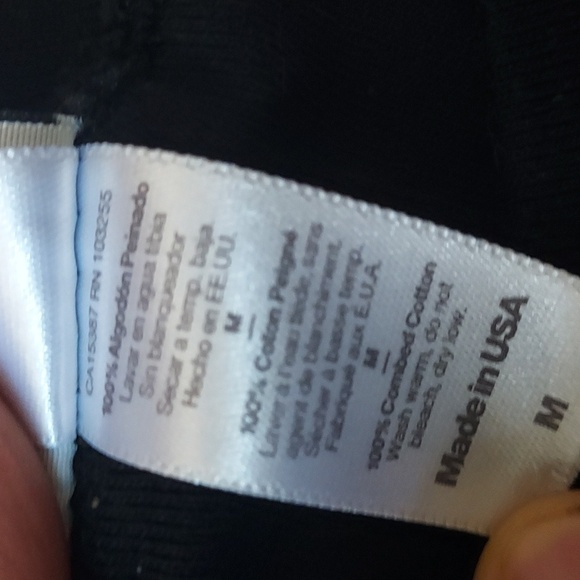 M
Made in USA
100% Combed Cotton
Wash warm, do not
bleach, dry low.
M
100% Coton Peigné
Laver à l'eau tiède, sans
agent de blanchiment.
Sécher à basse temp.
Fabriqué aux É.U.A.
M
100% Algodón Peinado
Lavar en agua tibia
Sin blanqueador
Secar a temp. baja
Hecho en EE.UU.
CA15387 RN 103255